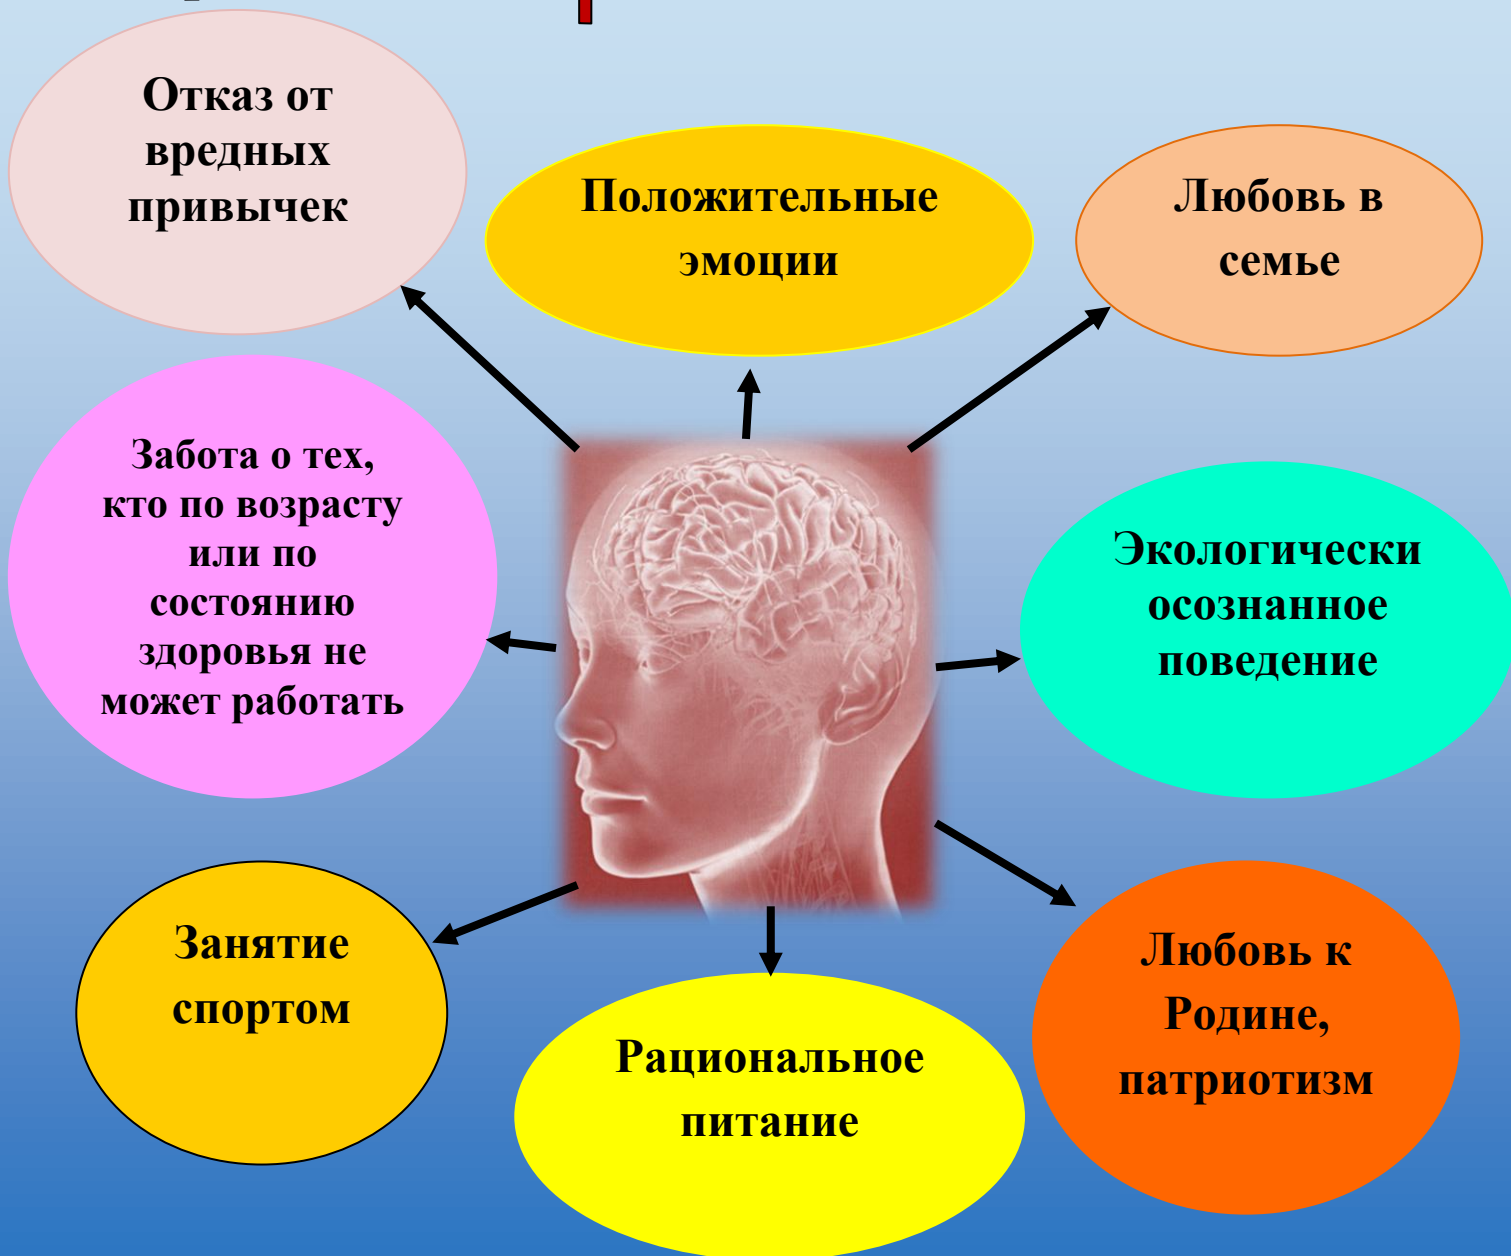 Отказ от
вредных
привычек
Положительные
эмоции
Любовь в
семье
Забота о тех,
кто по возрасту
или по
состоянию
здоровья не
может работать
Экологически
осознанное
поведение
Занятие
спортом
Рациональное
питание
Любовь к
Родине,
патриотизм